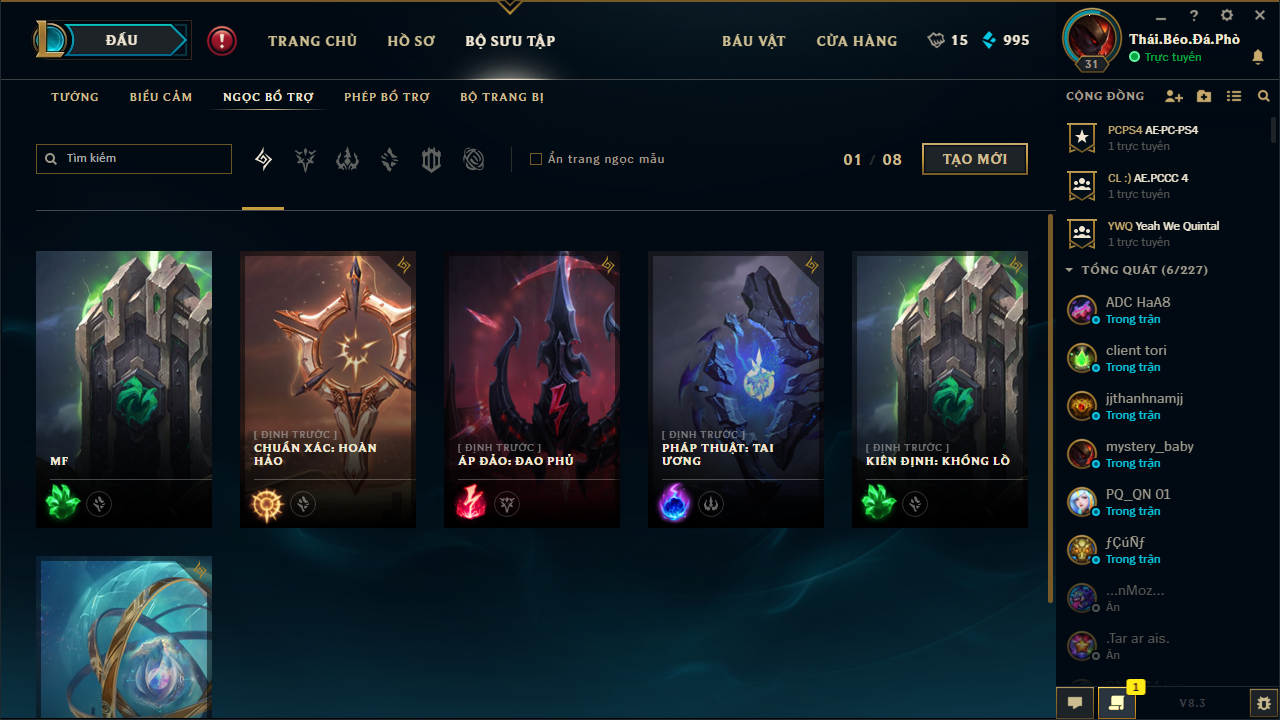 ĐẤU
TRANG CHỦ
HỒ SƠ
BỘ SƯU TẬP
BÁU VẬT
CỬA HÀNG
15
995
31
Thái.Béo.Đá.Phò
Trực tuyến
TƯỚNG
BIỂU CẢM
NGỌC BỔ TRỢ
PHÉP BỔ TRỢ
BỘ TRANG BỊ
CỘNG ĐỒNG
Tìm kiếm
Ẩn trang ngọc mẫu
01 / 08
TẠO MỚI
MF
[ ĐỊNH TRƯỚC ]
CHUẨN XÁC: HOÀN
HẢO
[ ĐỊNH TRƯỚC ]
ÁP ĐẢO: ĐAO PHỦ
[ ĐỊNH TRƯỚC ]
PHÁP THUẬT: TAI
ƯƠNG
[ ĐỊNH TRƯỚC ]
KIÊN ĐỊNH: KHỔNG LỒ
PCPS4 AE-PC-PS4
1 trực tuyến
CL :) AE.PCCC 4
1 trực tuyến
YWQ Yeah We Quintal
1 trực tuyến
TỔNG QUÁT (6/227)
ADC HaA8
Trong trận
client tori
Trong trận
jjthanhnamjj
Trong trận
mystery_baby
Trong trận
PQ_QN 01
Trong trận
ƒÇúÑƒ
Trong trận
...nMoz...
Ẩn
.Tar ar ais.
Ẩn
1
V8.3